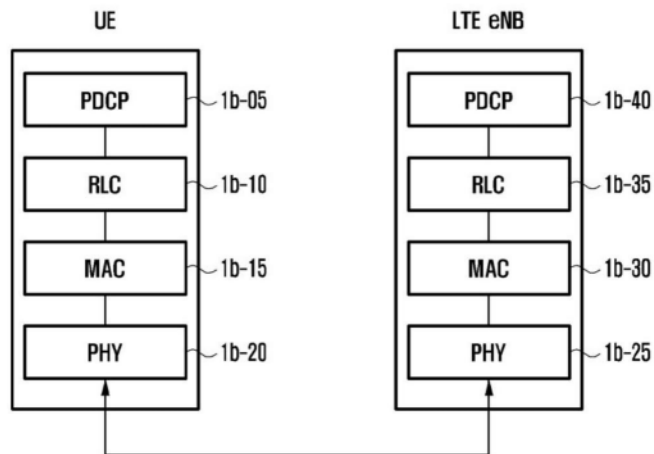 UE LTE eNB
PDCP 1b-05 PDCP 1b-40
RLC 1b-10 RLC 1b-35
MAC 1b-15 MAC 1b-30
PHY 1b-20 PHY 1b-25